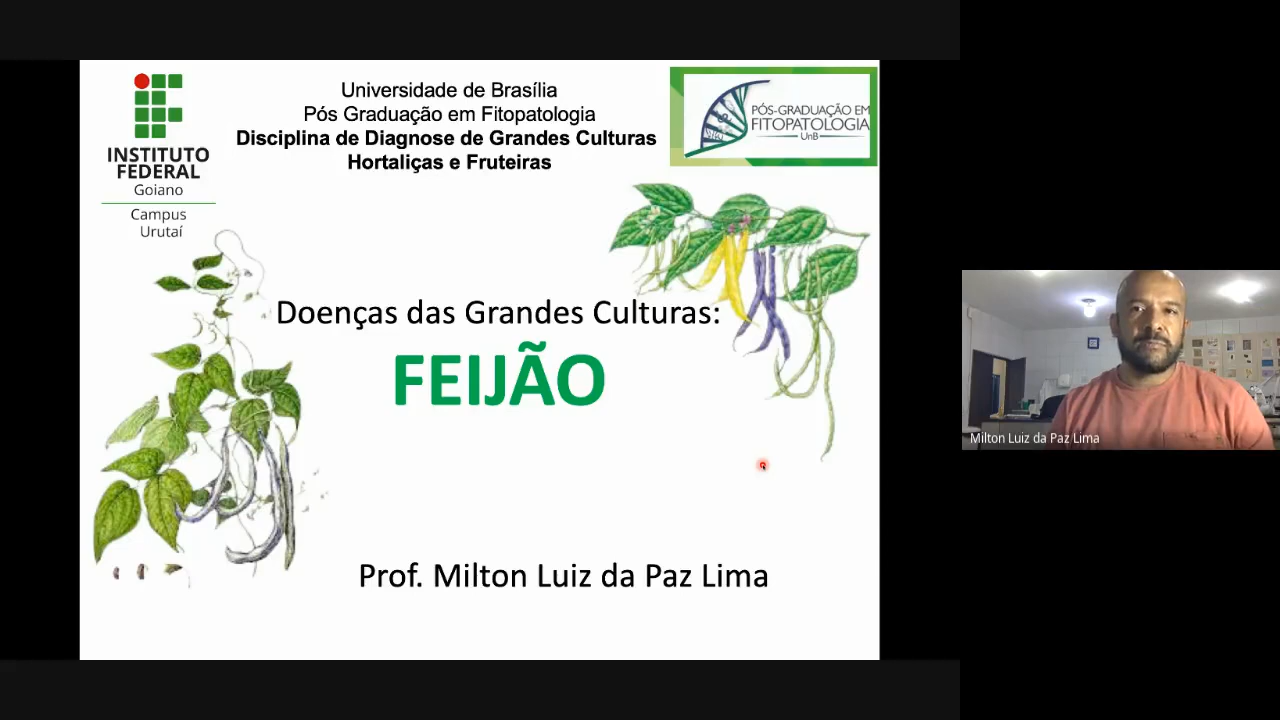 INSTITUTO
FEDERAL
Goiano
Campus
Urutaí
Universidade de Brasília
Pós Graduação em Fitopatologia
Disciplina de Diagnose de Grandes Culturas
Hortaliças e Fruteiras
PÓS-GRADUAÇÃO EM
FITOPATOLOGIA
UnB
Doenças das Grandes Culturas:
FEIJÃO
Prof. Milton Luiz da Paz Lima
Milton Luiz da Paz Lima